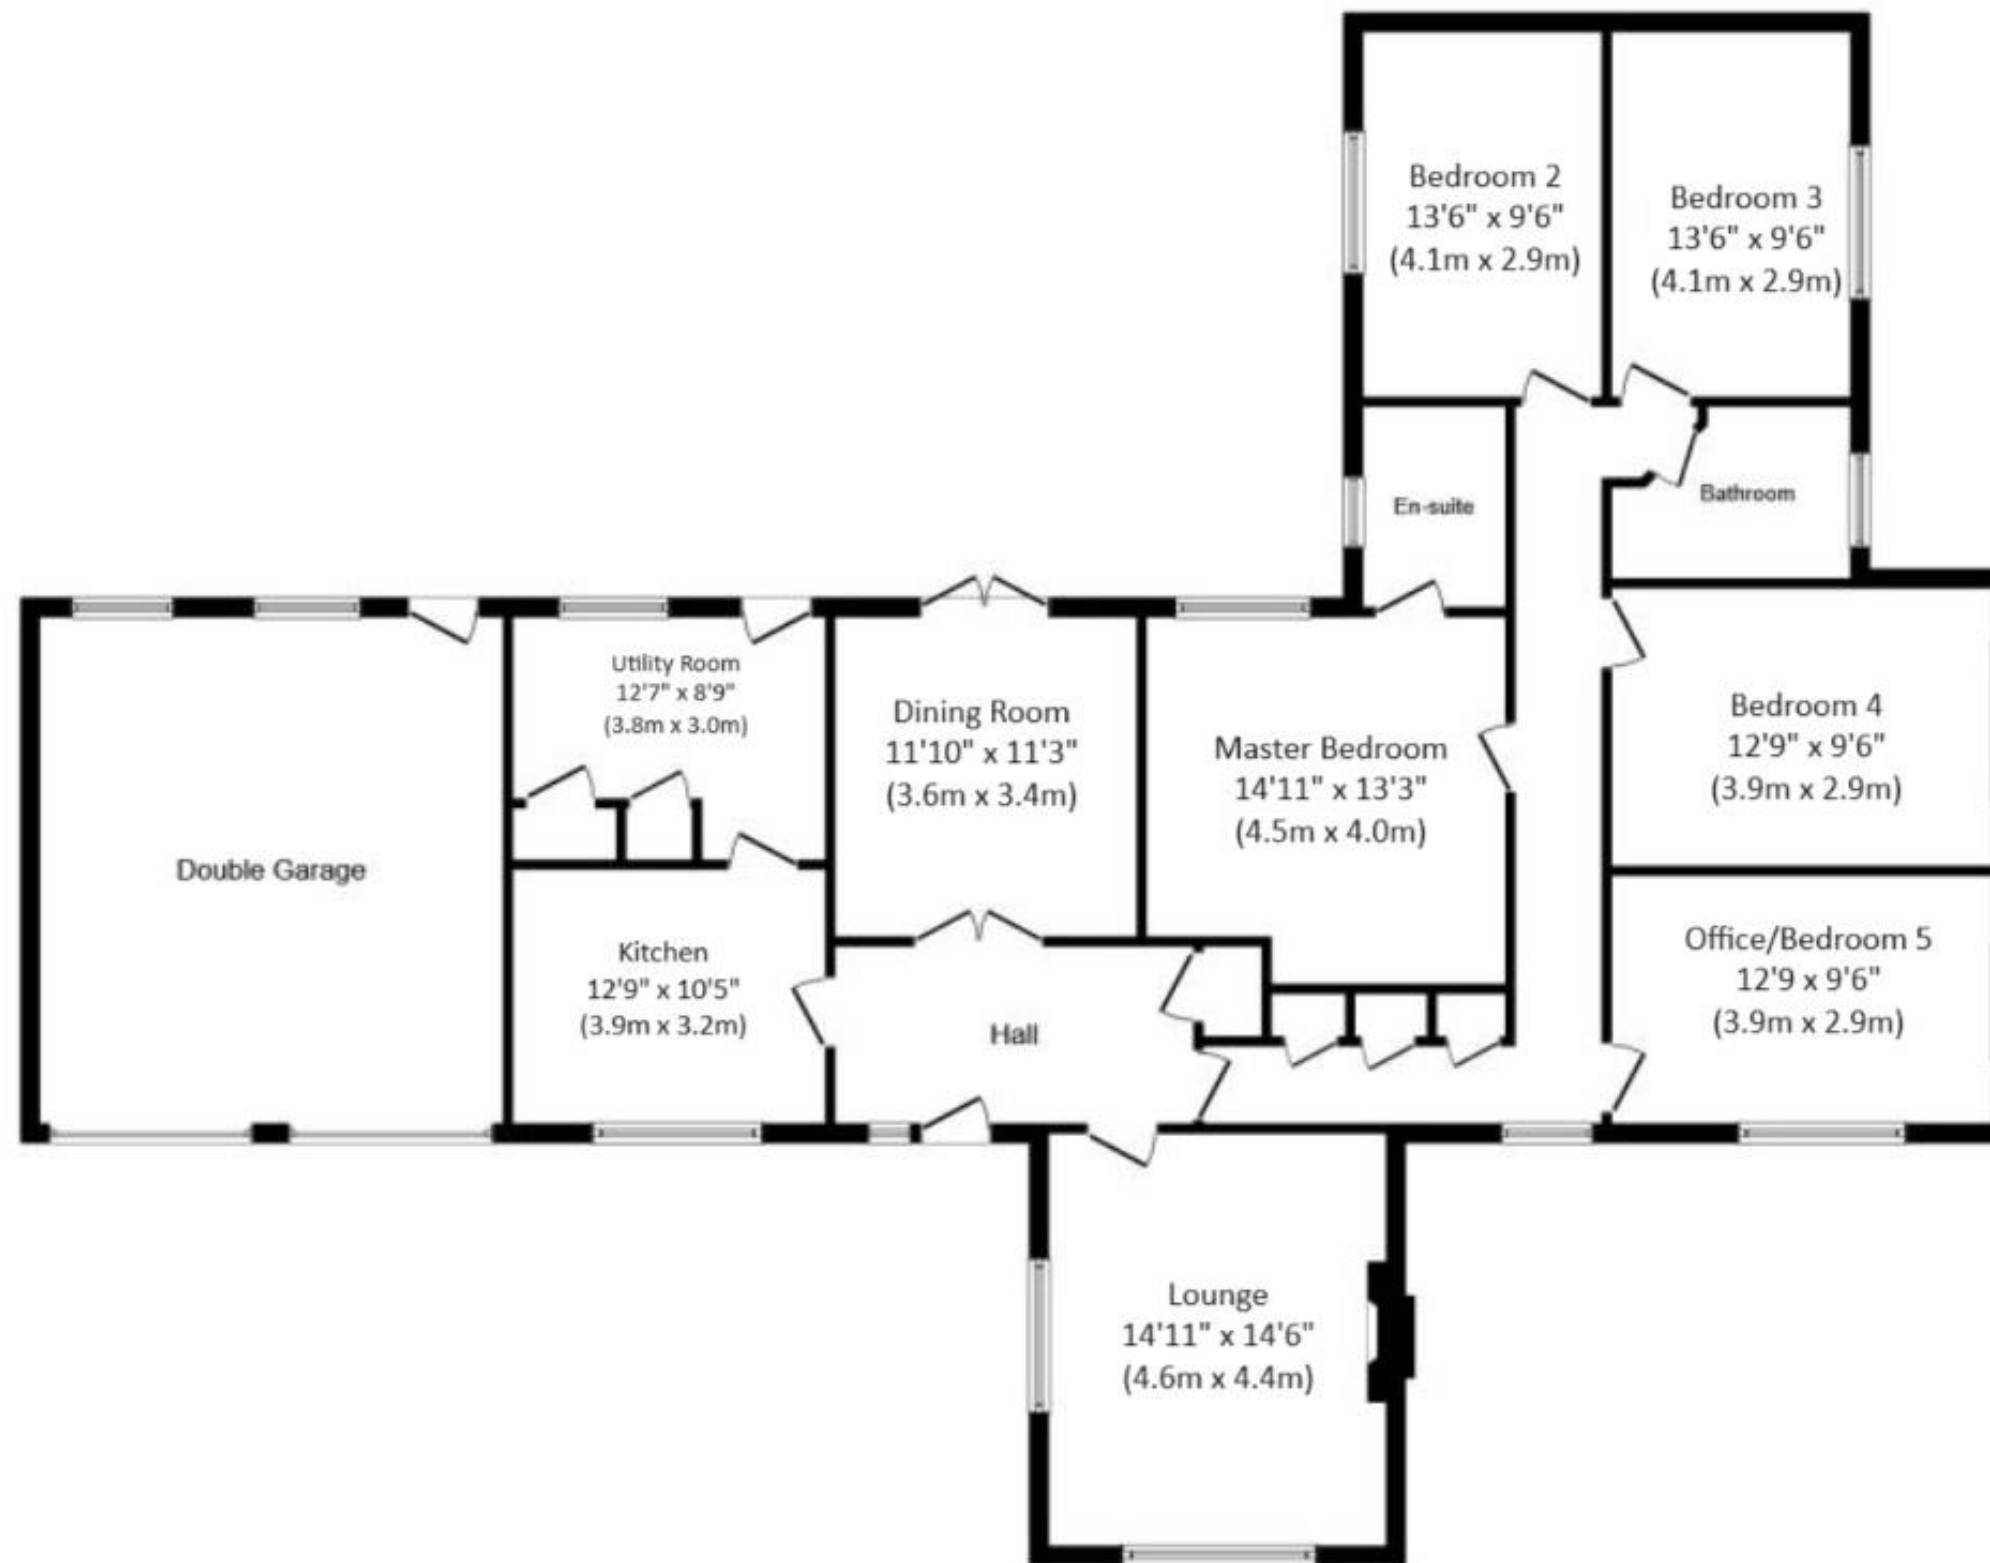 Bedroom 2
13'6" x 9'6"
(4.1m x 2.9m)
Bedroom 3
13'6" x 9'6"
(4.1m x 2.9m)
En-suite
Bathroom
Utility Room
12'7" x 8'9"
(3.8m x 3.0m)
Dining Room
11'10" x 11'3"
(3.6m x 3.4m)
Master Bedroom
14'11" x 13'3"
(4.5m x 4.0m)
Bedroom 4
12'9" x 9'6"
(3.9m x 2.9m)
Double Garage
Kitchen
12'9" x 10'5"
(3.9m x 3.2m)
Hall
Office/Bedroom 5
12'9 x 9'6"
(3.9m x 2.9m)
Lounge
14'11" x 14'6"
(4.6m x 4.4m)